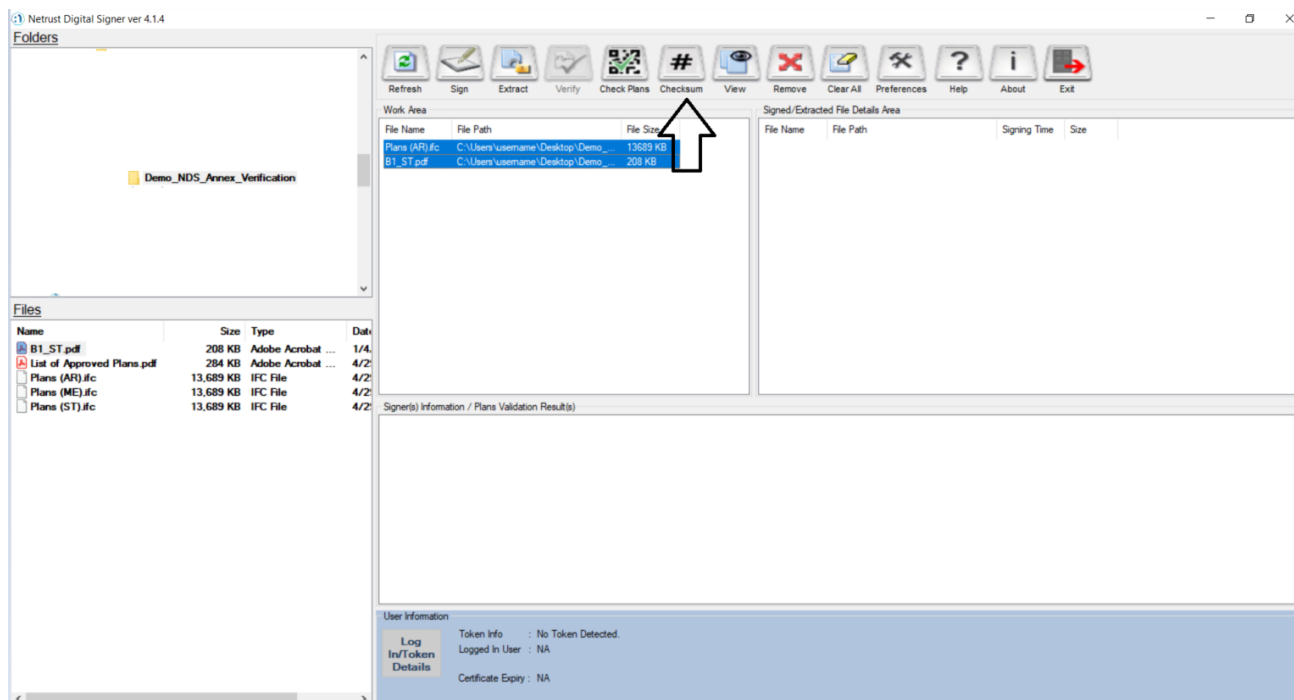 Netrust Digital Signer ver 4.1.4
Folders
Demo_NDS_Annex_Verification
Files
Name Size Type
B1_ST.pdf 208 KB Adobe Acrobat ... 1/4.
List of Approved Plans.pdf 284 KB Adobe Acrobat ...
Plans (AR).ifc 13,689 KB IFC File
Plans (ME).ifc 13,689 KB IFC File
Plans (ST).ifc 13,689 KB IFC File
Refresh Sign Extract Verify Check Plans Checksum View Remove Clear All Preferences Help About Exit
Work Area
File Name File Path File Size
Plans (AR).ifc C:\Users\username\Desktop\Demo_... 13689 KB
B1_ST.pdf C:\Users\username\Desktop\Demo_... 208 KB
Signed/Extracted File Details Area
File Name File Path Signing Time Size
Signer(s) Information / Plans Validation Result(s)
User Information
Log In/Token Details
Token Info : No Token Detected.
Logged In User : NA
Certificate Expiry : NA